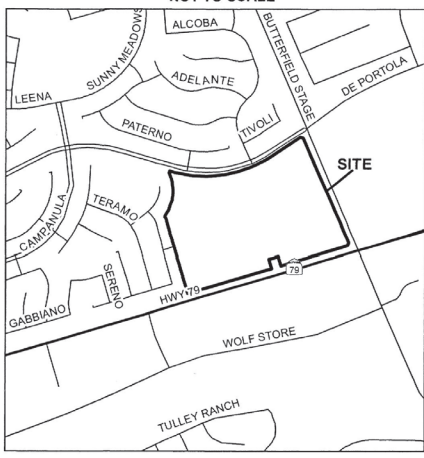 NOT TO SCALE
ALCOBA
BUTTERFIELD STAGE
SUNNY MEADOWS
ADELANTE
DE PORTOLA
LEENA
PATERNO
TIVOLI
SITE
TERAMO
CAMPANULA
SERENO
79
HWY 79
GABBIANO
WOLF STORE
TULLEY RANCH